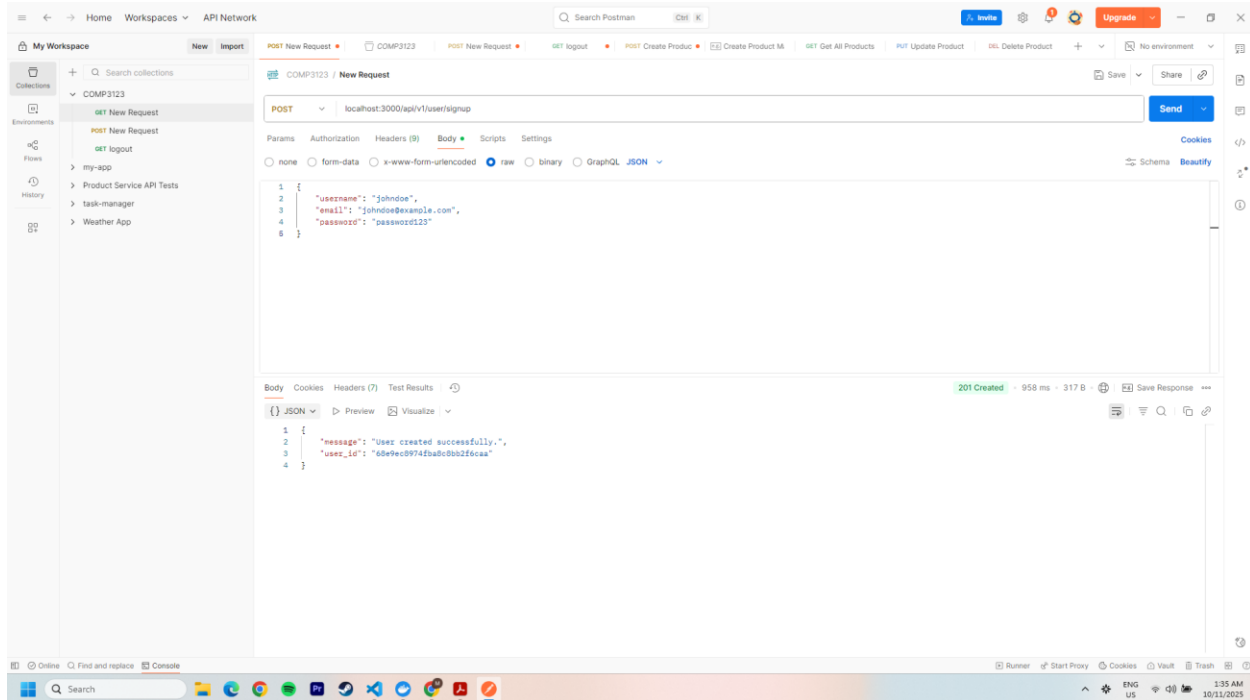 Home Workspaces API Network Search Postman Ctrl K Invite 1 Upgrade
My Workspace New Import POST New Request COMP3123 POST New Request GET logout POST Create Produc Create Product Mi GET Get All Products PUT Update Product DEL Delete Product No environment
Collections
Environments
Flows
History
Search collections
COMP3123
GET New Request
POST New Request
GET logout
my-app
Product Service API Tests
task-manager
Weather App
HTTP COMP3123 / New Request Save Share
POST localhost:3000/api/v1/user/signup Send
Params Authorization Headers (9) Body Scripts Settings Cookies
none form-data x-www-form-urlencoded raw binary GraphQL JSON Schema Beautify
1 {
2 "username": "johndoe",
3 "email": "johndoe@example.com",
4 "password": "password123"
5 }
Body Cookies Headers (7) Test Results 201 Created 958 ms 317 B Save Response
{} JSON Preview Visualize
1 {
2 "message": "User created successfully.",
3 "user_id": "68e9ec8974fba8c8bb2f6caa"
4 }
Online Find and replace Console Runner Start Proxy Cookies Vault Trash
Search Pr ENG 1:35 AM
US 10/11/2025